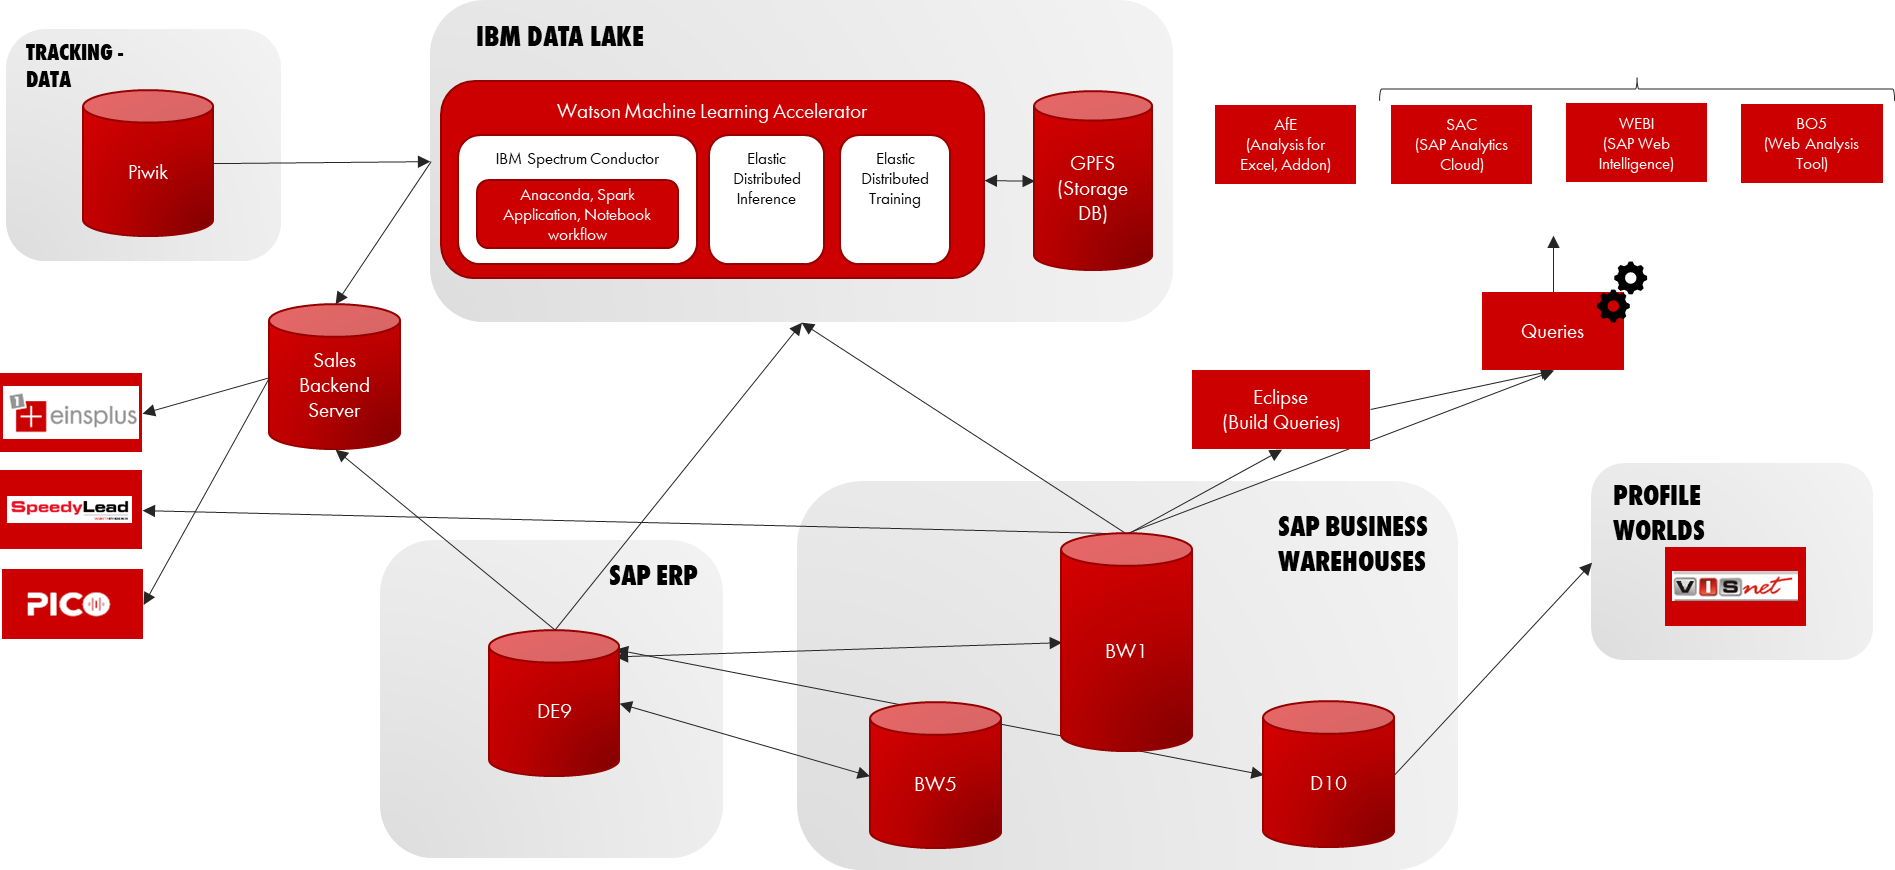 TRACKING -
DATA
Piwik
IBM DATA LAKE
Watson Machine Learning Accelerator
IBM Spectrum Conductor
Anaconda, Spark
Application, Notebook
workflow
Elastic
Distributed
Inference
Elastic
Distributed
Training
GPFS
(Storage
DB)
AfE
(Analysis for
Excel, Addon)
SAC
(SAP Analytics
Cloud)
WEBI
(SAP Web
Intelligence)
BO5
(Web Analysis
Tool)
Queries
Eclipse
(Build Queries)
Sales
Backend
Server
1
einsplus
SpeedyLead
PICO
SAP ERP
DE9
SAP BUSINESS
WAREHOUSES
BW1
BW5
D10
PROFILE
WORLDS
VISnet